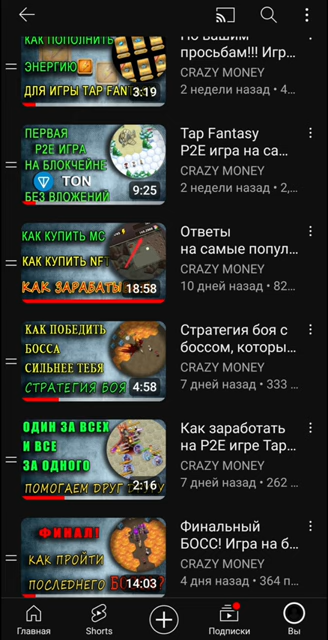 КАК ПОПОЛНИТЬ
ЭНЕРГИЮ
ДЛЯ ИГРЫ TAP FANT
3:19
просьбам!!! Игр...
CRAZY MONEY
2 недели назад • 4...
ПЕРВАЯ
P2E ИГРА
НА БЛОКЧЕЙНЕ
TON
БЕЗ ВЛОЖЕНИЙ
9:25
Tap Fantasy
P2E игра на са...
CRAZY MONEY
2 недели назад • 2,...
КАК КУПИТЬ MC
КАК КУПИТЬ NFT
КАК ЗАРАБАТЫ
18:58
Ответы
на самые попул...
CRAZY MONEY
10 дней назад • 82...
КАК ПОБЕДИТЬ
БОССА
СИЛЬНЕЕ ТЕБЯ
СТРАТЕГИЯ БОЯ
4:58
Стратегия боя с
боссом, которы...
CRAZY MONEY
7 дней назад • 333 ...
ОДИН ЗА ВСЕХ
И ВСЕ
ЗА ОДНОГО
ПОМОГАЕМ ДРУГ
2:16
Как заработать
на P2E игре Tap...
CRAZY MONEY
7 дней назад • 262 ...
ФИНАЛ!
КАК ПРОЙТИ
ПОСЛЕДНЕГО
14:03
Финальный
БОСС! Игра на б...
CRAZY MONEY
4 дня назад • 364 п...
Главная
Shorts
Подписки
Вы